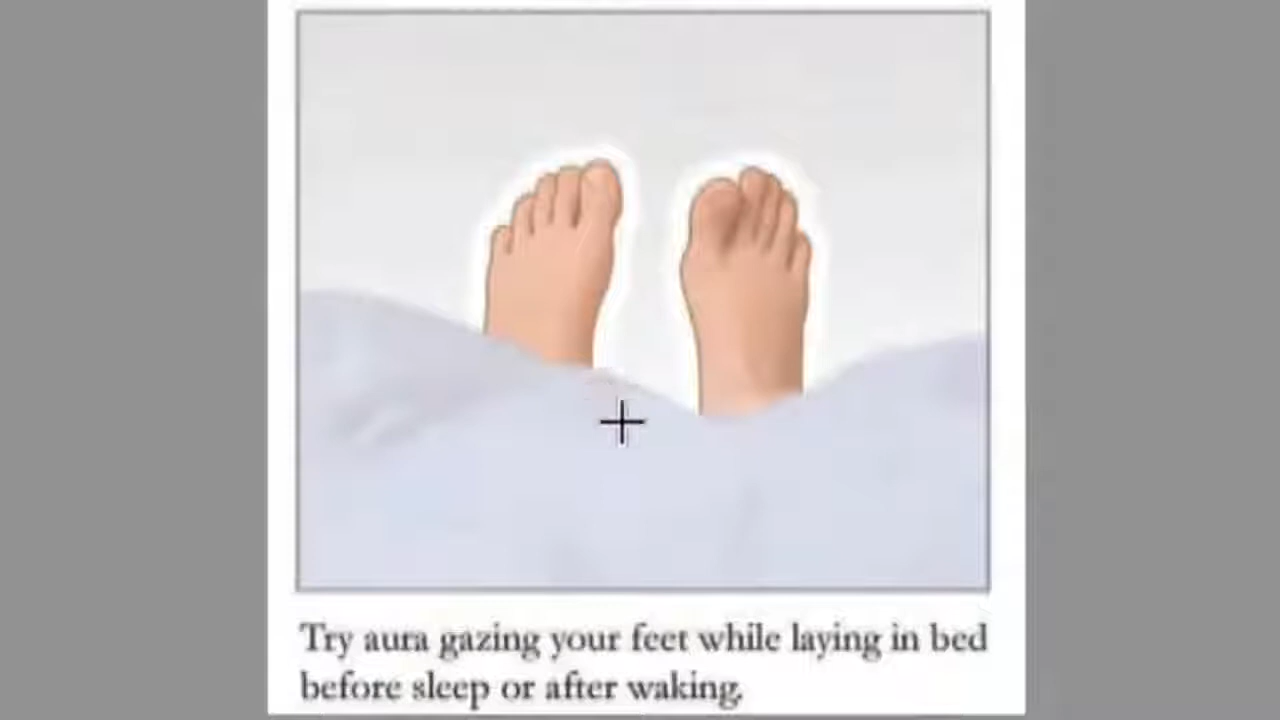 Try aura gazing your feet while laying in bed
before sleep or after waking.